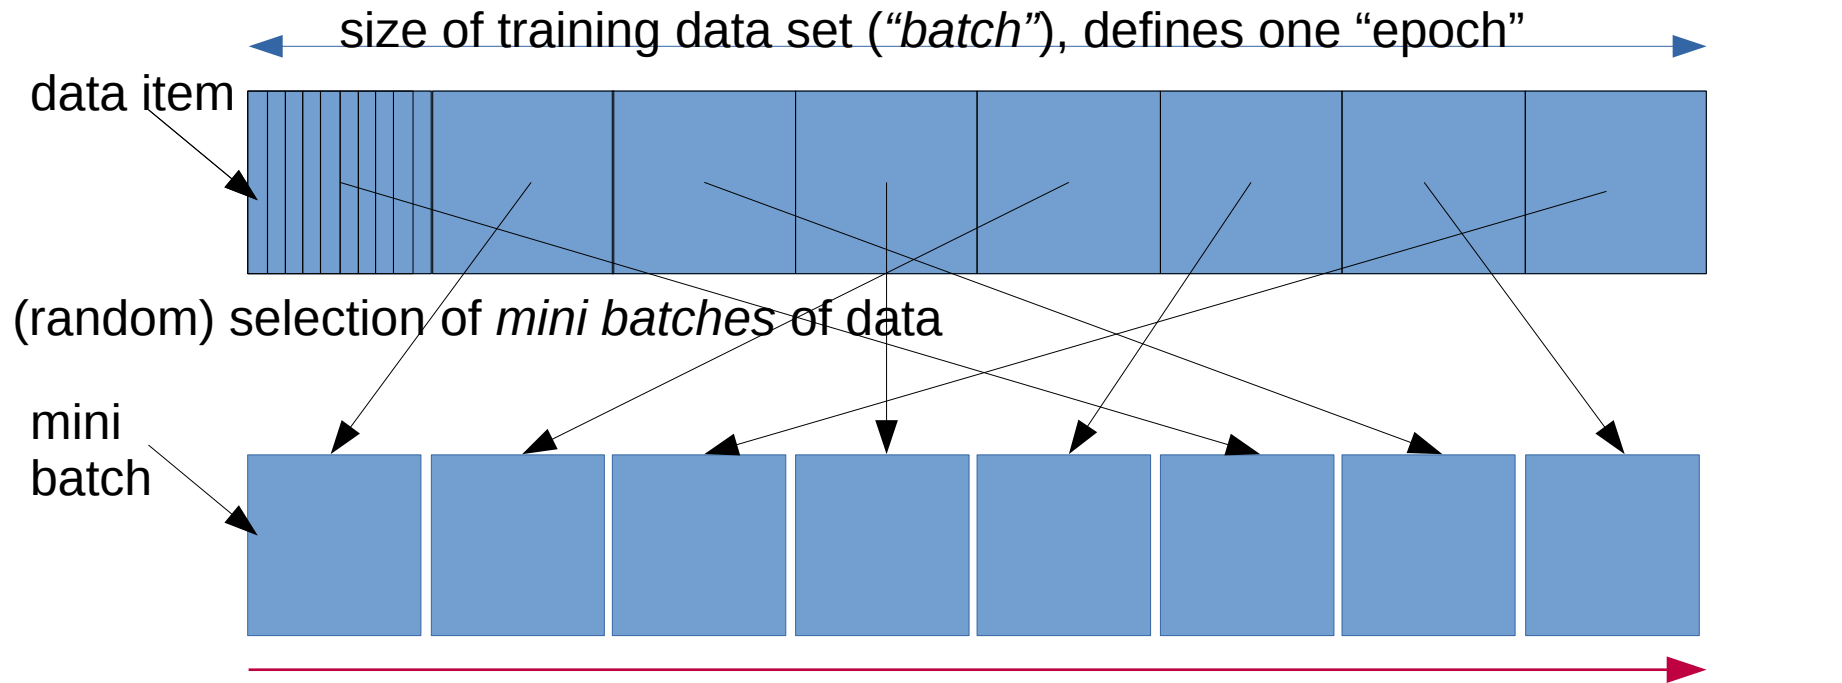 size of training data set (“batch”), defines one “epoch”
data item
(random) selection of mini batches of data
mini
batch